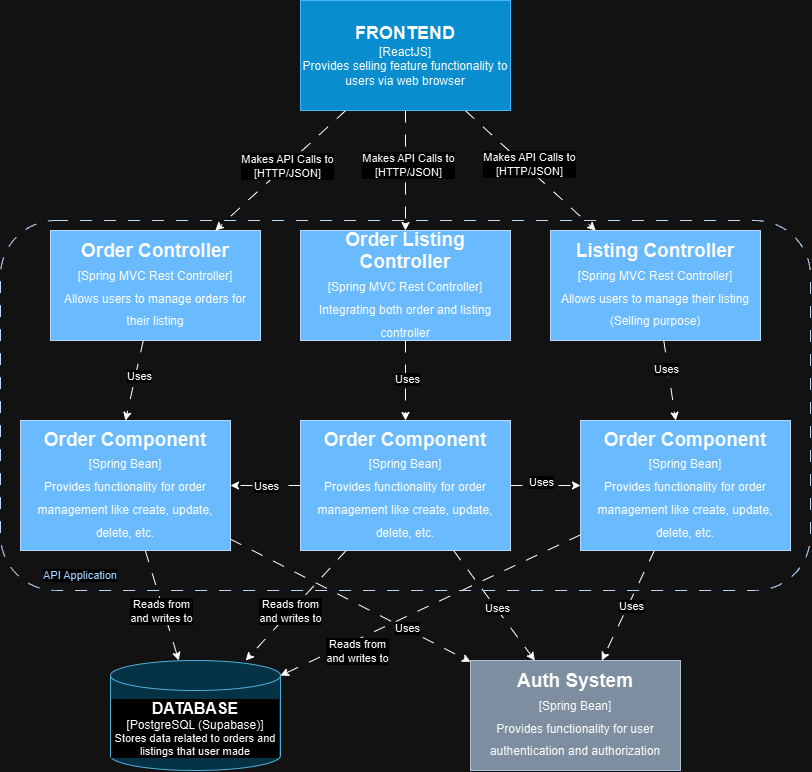 FRONTEND
[ReactJS]
Provides selling feature functionality to
users via web browser
Makes API Calls to
[HTTP/JSON]
Makes API Calls to
[HTTP/JSON]
Makes API Calls to
[HTTP/JSON]
Order Controller
[Spring MVC Rest Controller]
Allows users to manage orders for
their listing
Order Listing
Controller
[Spring MVC Rest Controller]
Integrating both order and listing
controller
Listing Controller
[Spring MVC Rest Controller]
Allows users to manage their listing
(Selling purpose)
Uses
Uses
Uses
Order Component
[Spring Bean]
Provides functionality for order
management like create, update,
delete, etc.
Uses
Order Component
[Spring Bean]
Provides functionality for order
management like create, update,
delete, etc.
Uses
Order Component
[Spring Bean]
Provides functionality for order
management like create, update,
delete, etc.
API Application
Reads from
and writes to
Reads from
and writes to
Reads from
and writes to
Uses
Uses
Uses
DATABASE
[PostgreSQL (Supabase)]
Stores data related to orders and
listings that user made
Auth System
[Spring Bean]
Provides functionality for user
authentication and authorization